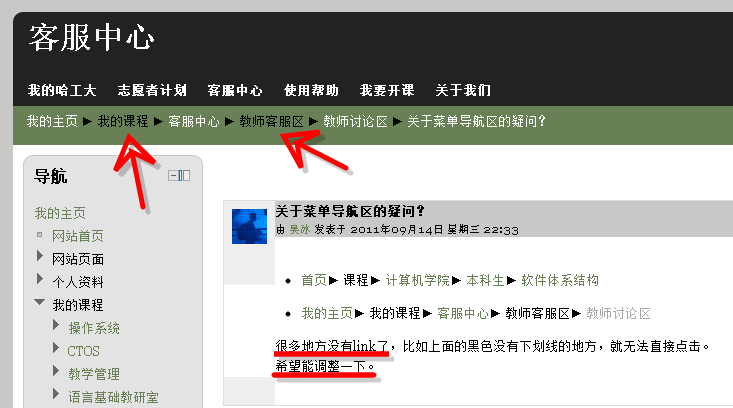 客服中心
我的哈工大 志愿者计划 客服中心 使用帮助 我要开课 关于我们
我的主页 ► 我的课程 ► 客服中心 ► 教师客服区 ► 教师讨论区 ► 关于菜单导航区的疑问?
导航
我的主页
网站首页
网站页面
个人资料
我的课程
操作系统
CTOS
教学管理
语言基础教研室
关于菜单导航区的疑问?
由 吴冰 发表于 2011年09月14日 星期三 22:33
首页► 课程► 计算机学院► 本科生► 软件体系结构
我的主页► 我的课程► 客服中心► 教师客服区► 教师讨论区
很多地方没有link了，比如上面的黑色没有下划线的地方，就无法直接点击。
希望能调整一下。